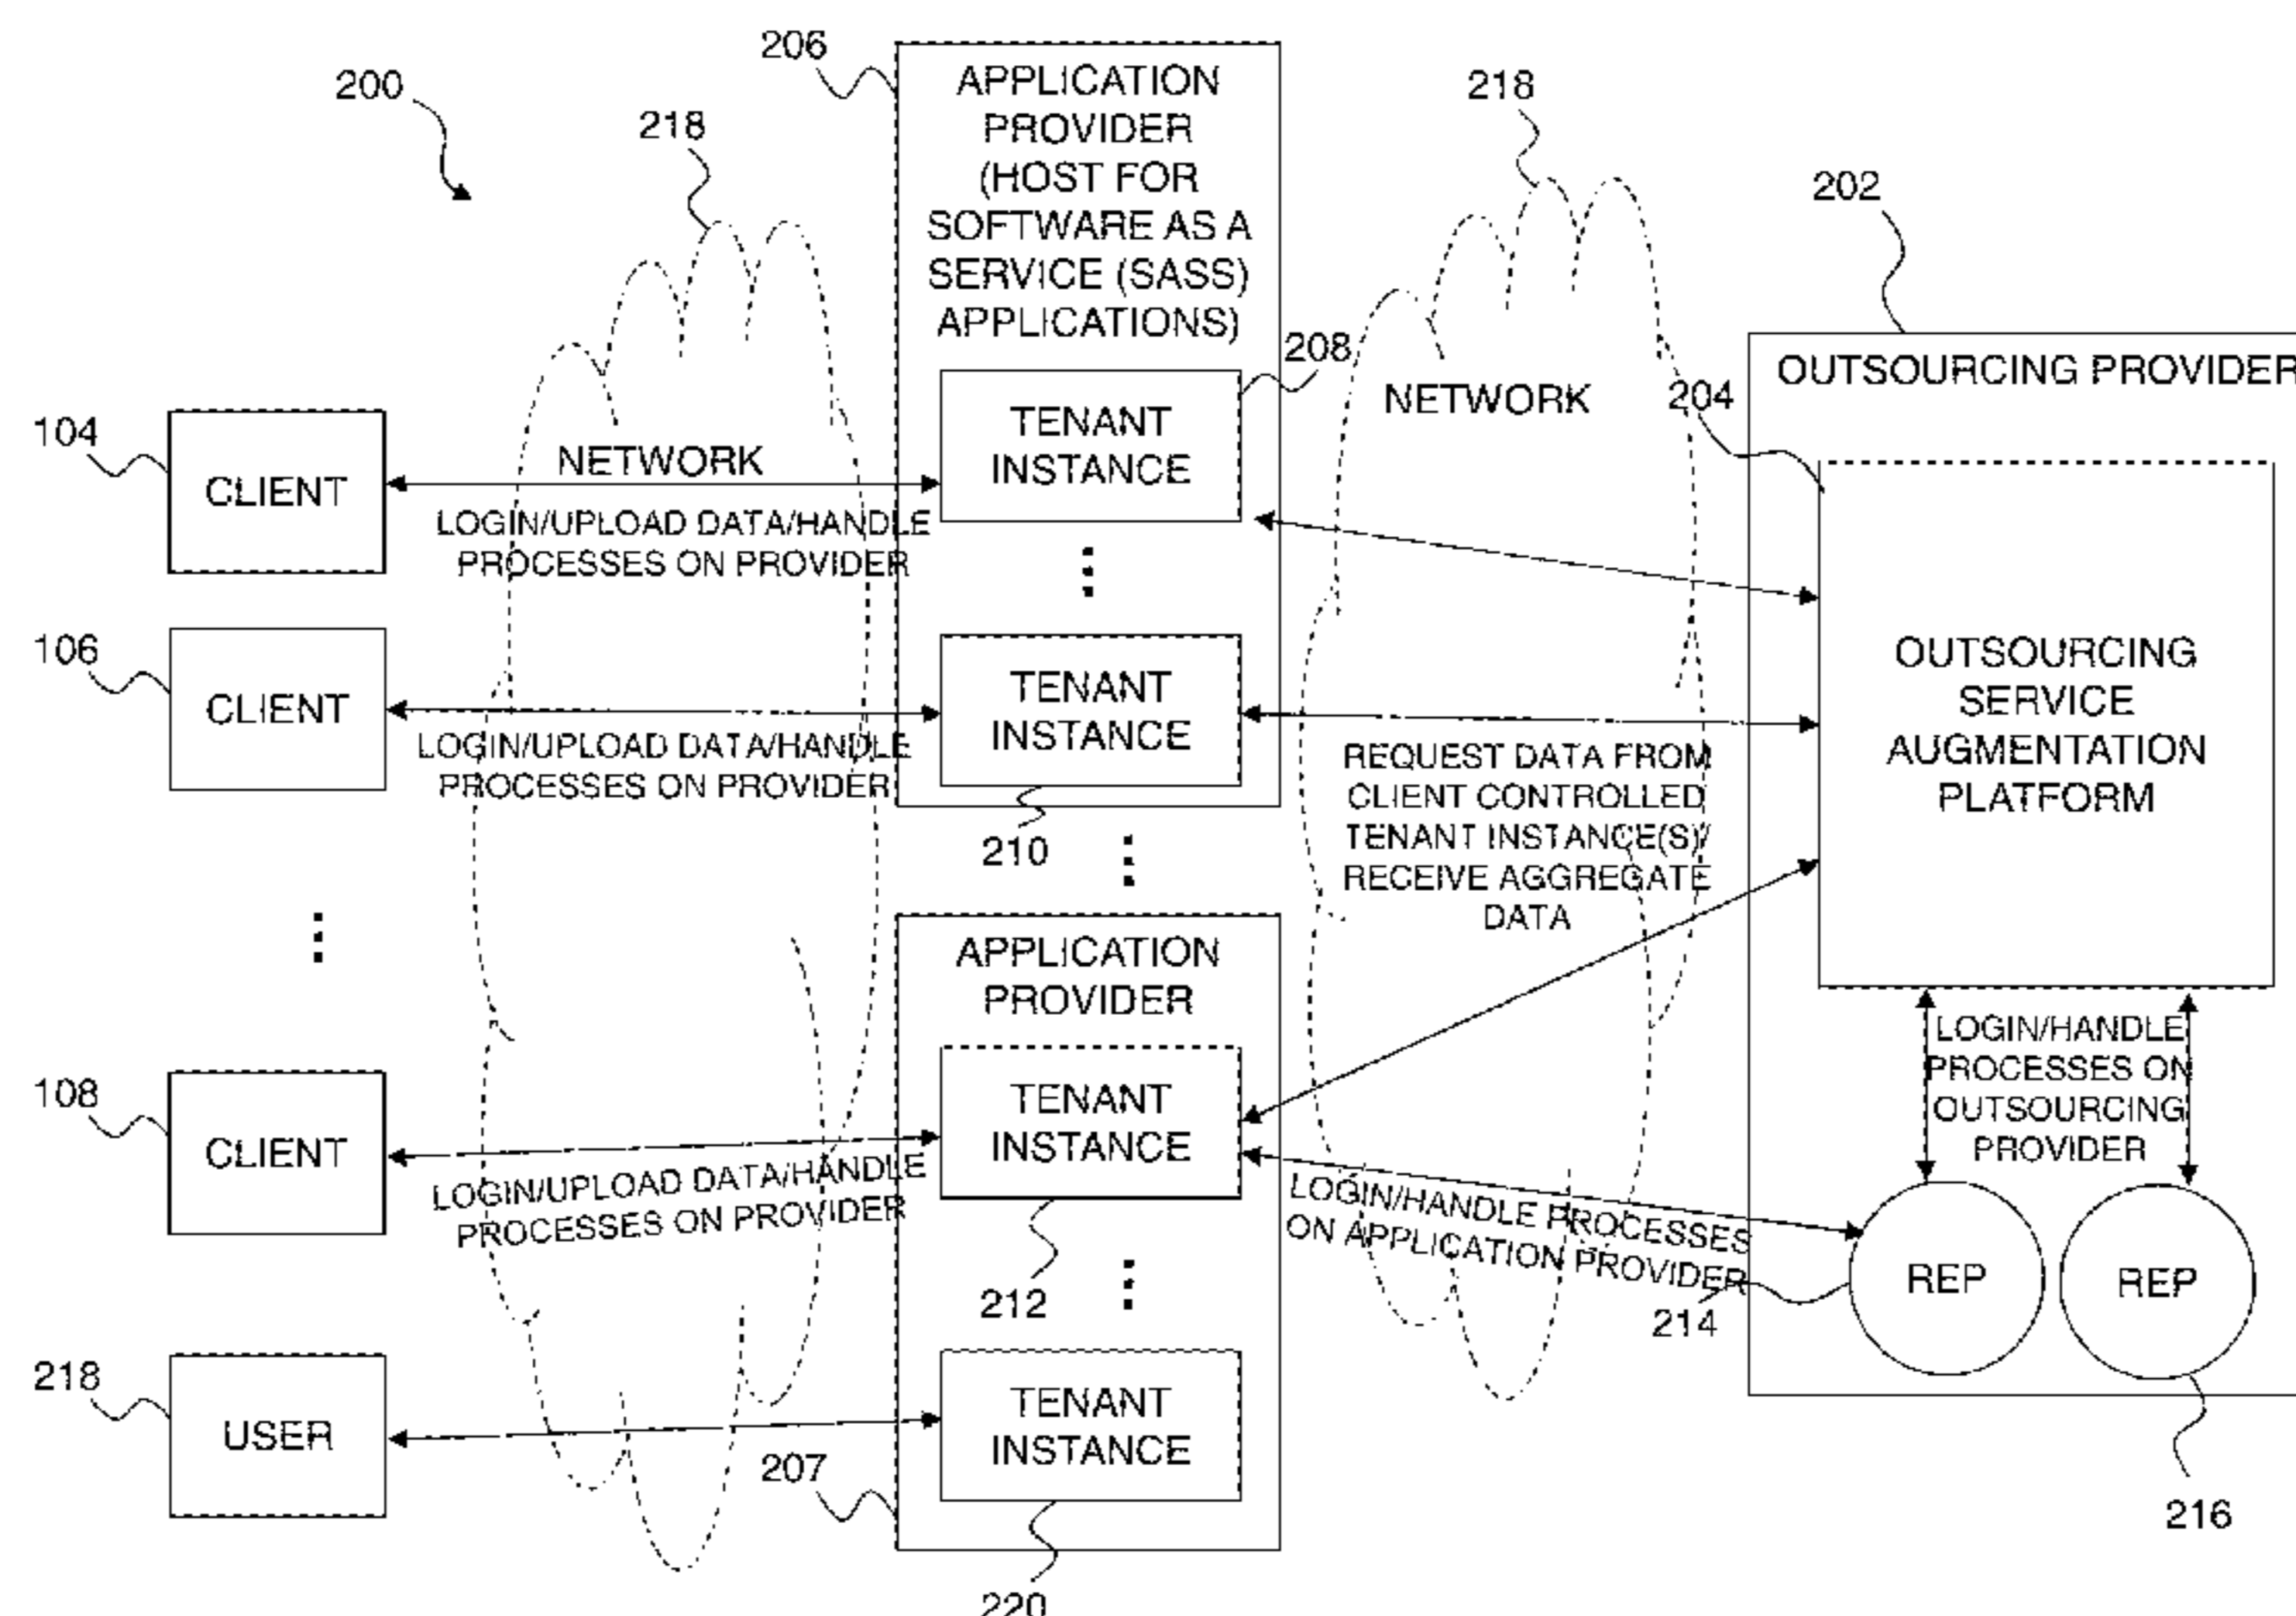 200
218
206
APPLICATION
PROVIDER
(HOST FOR
SOFTWARE AS A
SERVICE (SASS)
APPLICATIONS)
218
202
OUTSOURCING PROVIDER
208
204
NETWORK
104
CLIENT
NETWORK
TENANT
INSTANCE
LOGIN/UPLOAD DATA/HANDLE
PROCESSES ON PROVIDER
106
CLIENT
TENANT
INSTANCE
LOGIN/UPLOAD DATA/HANDLE
PROCESSES ON PROVIDER
210
REQUEST DATA FROM
CLIENT CONTROLLED
TENANT INSTANCE(S)/
RECEIVE AGGREGATE
DATA
OUTSOURCING
SERVICE
AUGMENTATION
PLATFORM
APPLICATION
PROVIDER
108
CLIENT
TENANT
INSTANCE
LOGIN/UPLOAD DATA/HANDLE
PROCESSES ON PROVIDER
212
LOGIN/HANDLE
PROCESSES ON
OUTSOURCING
PROVIDER
LOGIN/HANDLE PROCESSES
ON APPLICATION PROVIDER
214
REP
REP
216
218
USER
TENANT
INSTANCE
207
220